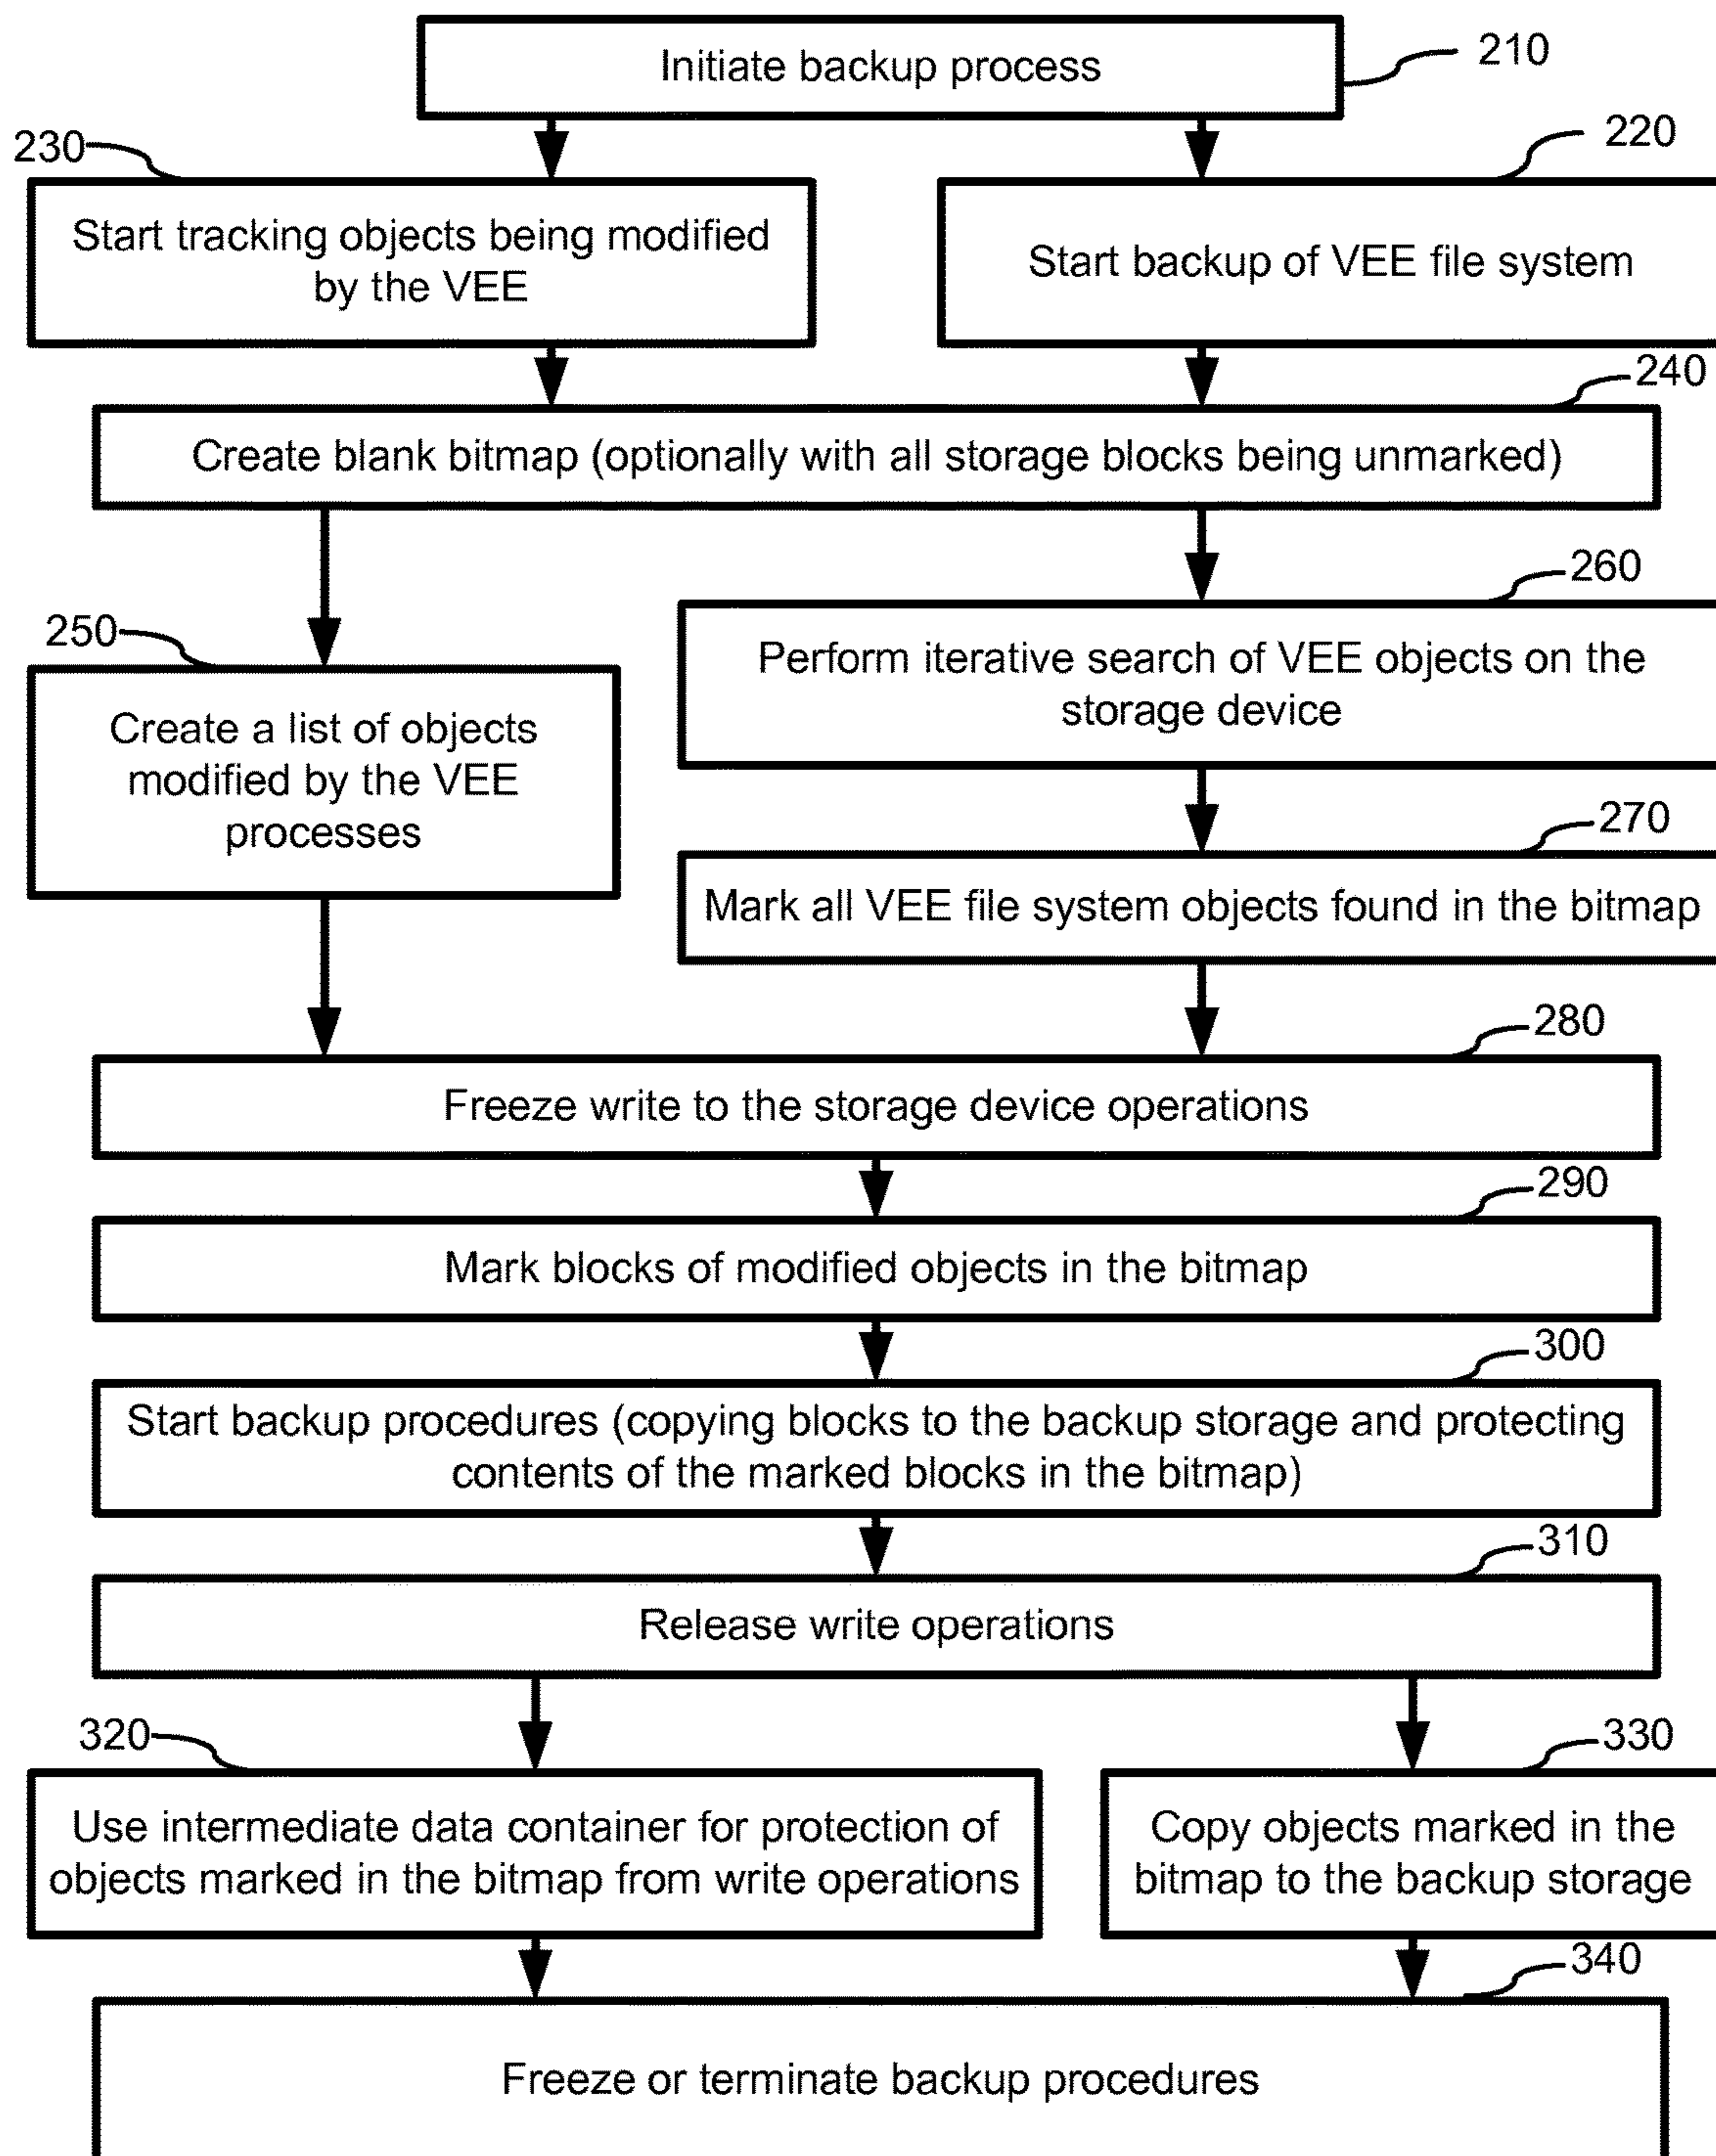 Initiate backup process
210
230
220
Start tracking objects being modified
by the VEE
Start backup of VEE file system
240
Create blank bitmap (optionally with all storage blocks being unmarked)
260
250
Perform iterative search of VEE objects on the
storage device
Create a list of objects
modified by the VEE
processes
270
Mark all VEE file system objects found in the bitmap
280
Freeze write to the storage device operations
290
Mark blocks of modified objects in the bitmap
300
Start backup procedures (copying blocks to the backup storage and protecting
contents of the marked blocks in the bitmap)
310
Release write operations
320
330
Use intermediate data container for protection of
objects marked in the bitmap from write operations
Copy objects marked in the
bitmap to the backup storage
340
Freeze or terminate backup procedures